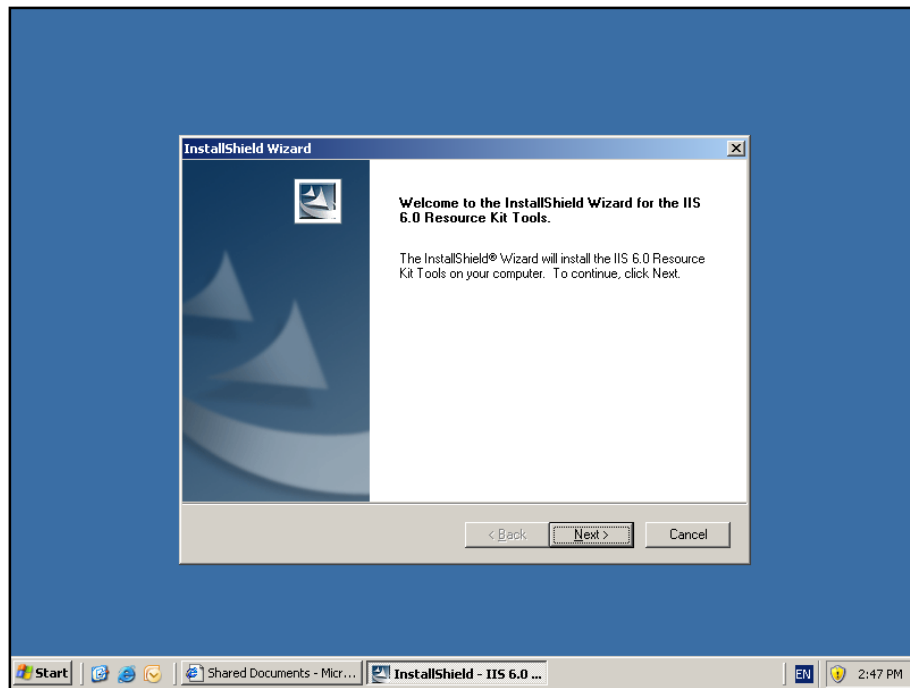 InstallShield Wizard
Welcome to the InstallShield Wizard for the IIS
6.0 Resource Kit Tools.
The InstallShield® Wizard will install the IIS 6.0 Resource
Kit Tools on your computer. To continue, click Next.
< Back
Next >
Cancel
Start
Shared Documents - Micr...
InstallShield - IIS 6.0 ...
EN
2:47 PM